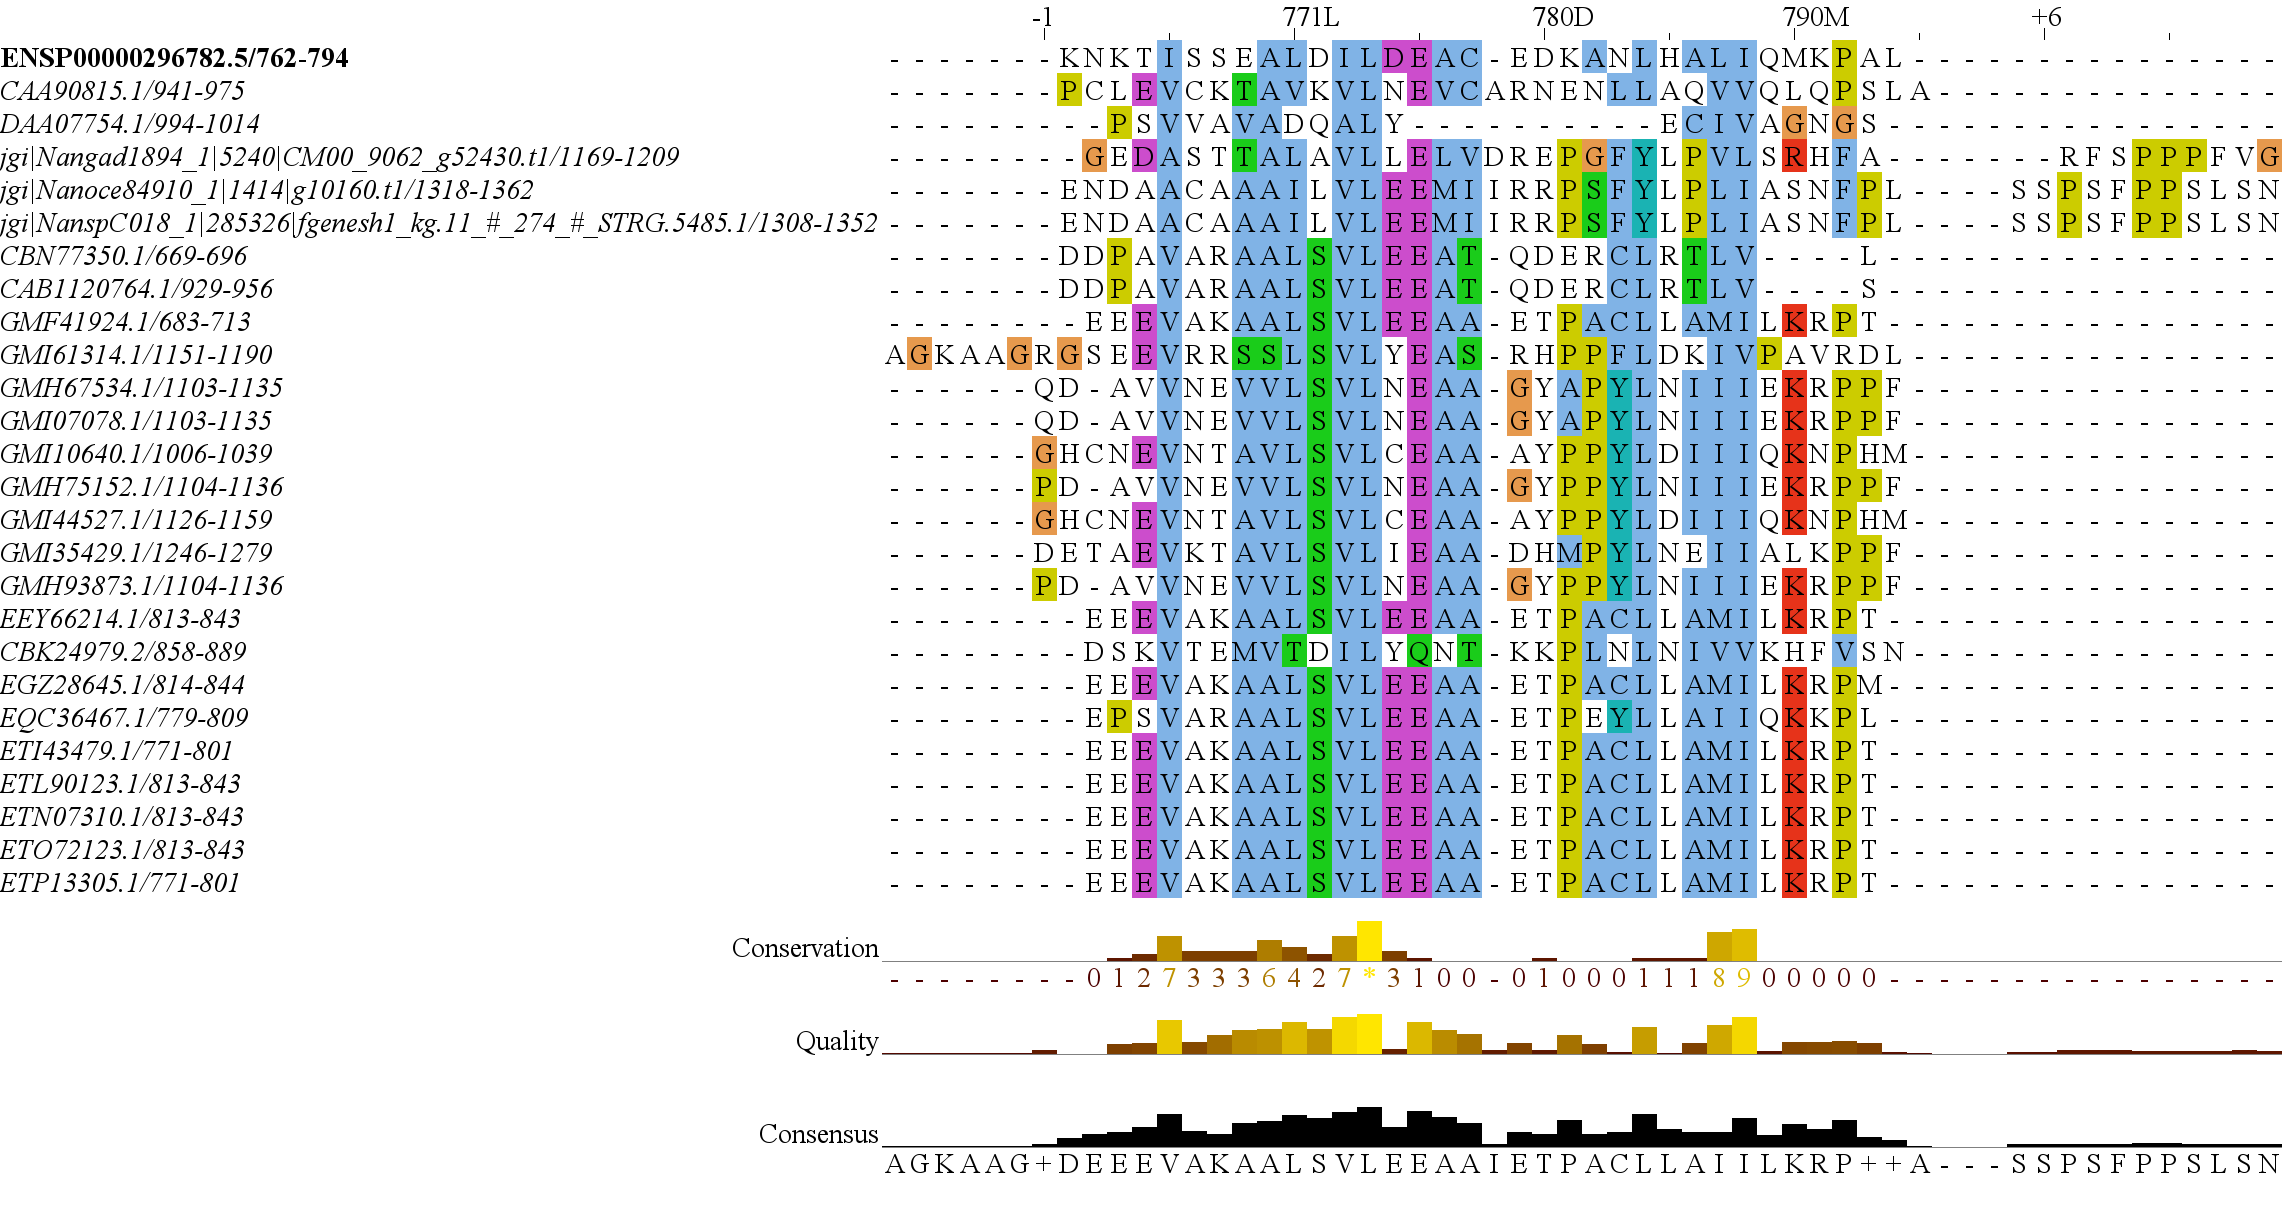 -1 771L 780D 790M +6
ENSP00000296782.5/762-794 -------KNKTISSEALDILDEAC-EDKANLHALIQMKPAL---------------
CAA90815.1/941-975 -------PCLEVCKTAVKVLNEVCARNENLLAQVVQLQPSLA--------------
DAA07754.1/994-1014 ---------PSVVAVADQALY----------ECIVAGNGS----------------
jgi|Nangad1894_1|5240|CM00_9062_g52430.t1/1169-1209 --------GEDASTTALAVLLELVDREPGFYLPVLSRHFA-------RFSPPPFVG
jgi|Nanoce84910_1|1414|g10160.t1/1318-1362 -------ENDAACAAAILVLEEMIIRRPSFYLPLIASNFPL----SSPSFPPSLSN
jgi|NanspC018_1|285326|fgenesh1_kg.11_#_274_#_STRG.5485.1/1308-1352 -------ENDAACAAAILVLEEMIIRRPSFYLPLIASNFPL----SSPSFPPSLSN
CBN77350.1/669-696 -------DDPAVARAALSVLEEAT-QDERCLRTLV----L----------------
CAB1120764.1/929-956 -------DDPAVARAALSVLEEAT-QDERCLRTLV----S----------------
GMF41924.1/683-713 --------EEEVAKAALSVLEEAA-ETPACLLAMILKRPT----------------
GMI61314.1/1151-1190 AGKAAGRGSEEVRRSSLSVLYEAS-RHPPFLDKIVPAVRDL---------------
GMH67534.1/1103-1135 ------QD-AVVNEVVLSVLNEAA-GYAPYLNIIIEKRPPF---------------
GMI07078.1/1103-1135 ------QD-AVVNEVVLSVLNEAA-GYAPYLNIIIEKRPPF---------------
GMI10640.1/1006-1039 ------GHCNEVNTAVLSVLCEAA-AYPPYLDIIIQKNPHM---------------
GMH75152.1/1104-1136 ------PD-AVVNEVVLSVLNEAA-GYPPYLNIIIEKRPPF---------------
GMI44527.1/1126-1159 ------GHCNEVNTAVLSVLCEAA-AYPPYLDIIIQKNPHM---------------
GMI35429.1/1246-1279 ------DETAEVKTAVLSVLIEAA-DHMPYLNEIIALKPPF---------------
GMH93873.1/1104-1136 ------PD-AVVNEVVLSVLNEAA-GYPPYLNIIIEKRPPF---------------
EEY66214.1/813-843 --------EEEVAKAALSVLEEAA-ETPACLLAMILKRPT----------------
CBK24979.2/858-889 --------DSKVTEMVTDILYQNT-KKPLNLNIVVKHFVSN---------------
EGZ28645.1/814-844 --------EEEVAKAALSVLEEAA-ETPACLLAMILKRPM----------------
EQC36467.1/779-809 --------EPSVARAALSVLEEAA-ETPEYLLAIIQKKPL----------------
ETI43479.1/771-801 --------EEEVAKAALSVLEEAA-ETPACLLAMILKRPT----------------
ETL90123.1/813-843 --------EEEVAKAALSVLEEAA-ETPACLLAMILKRPT----------------
ETN07310.1/813-843 --------EEEVAKAALSVLEEAA-ETPACLLAMILKRPT----------------
ETO72123.1/813-843 --------EEEVAKAALSVLEEAA-ETPACLLAMILKRPT----------------
ETP13305.1/771-801 --------EEEVAKAALSVLEEAA-ETPACLLAMILKRPT----------------
Conservation
--------01273336427*3100-010001118900000----------------
Quality
Consensus
AGKAAG+DEEEVAKAALSVLEEAAIETPACLLAIILKRP++A---SSPSFPPSLSN